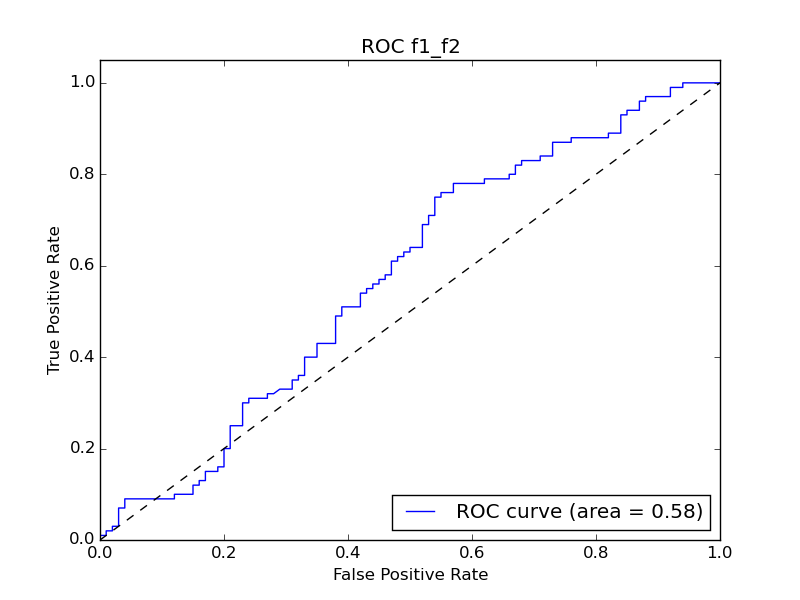 ROC f1_f2
True Positive Rate
1.0
0.8
0.6
0.4
0.2
0.0
ROC curve (area = 0.58)
0.0 0.2 0.4 0.6 0.8 1.0
False Positive Rate